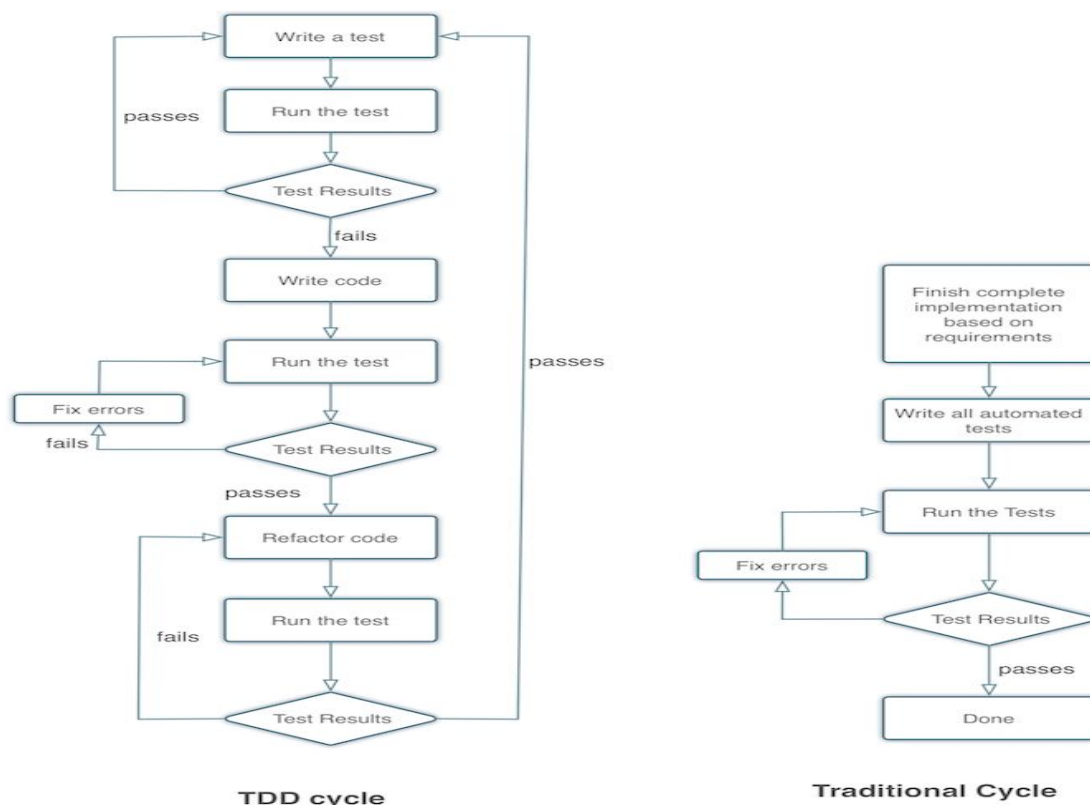 Write a test
passes
Run the test
Test Results
fails
Write code
Run the test
passes
Fix errors
fails
Test Results
passes
Refactor code
Run the test
fails
Test Results
TDD cycle
Finish complete
implementation
based on
requirements
Write all automated
tests
Run the Tests
Fix errors
Test Results
passes
Done
Traditional Cycle